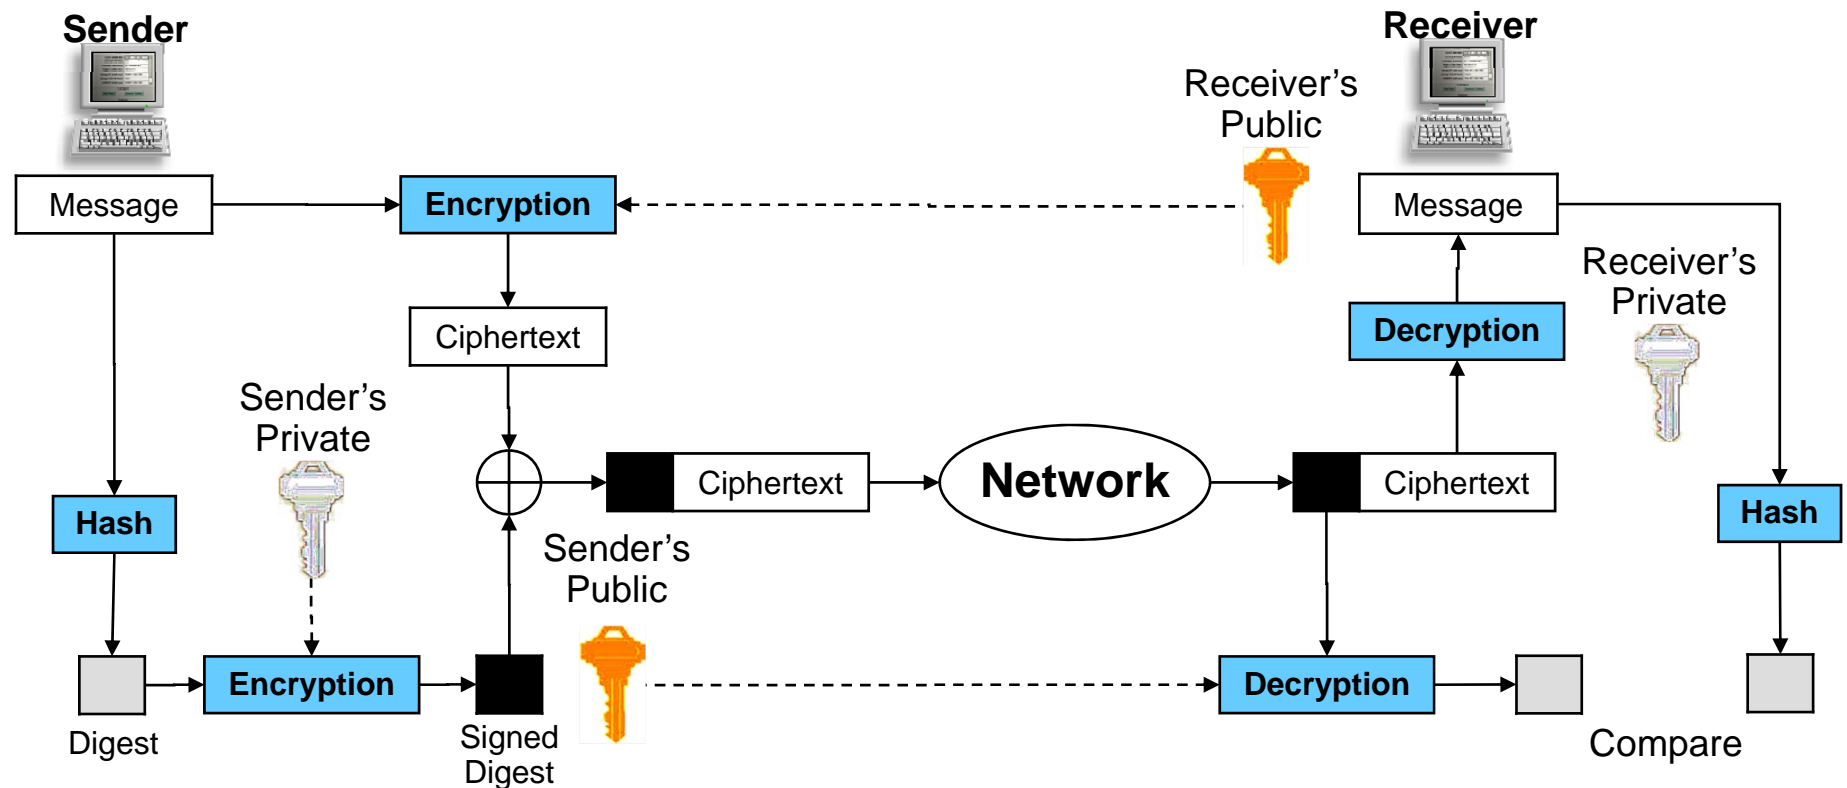 Sender
Receiver
Receiver's
Public
Message
Encryption
Message
Receiver's
Private
Ciphertext
Decryption
Sender's
Private
Ciphertext
Network
Ciphertext
Hash
Hash
Sender's
Public
Encryption
Decryption
Digest
Signed
Digest
Compare